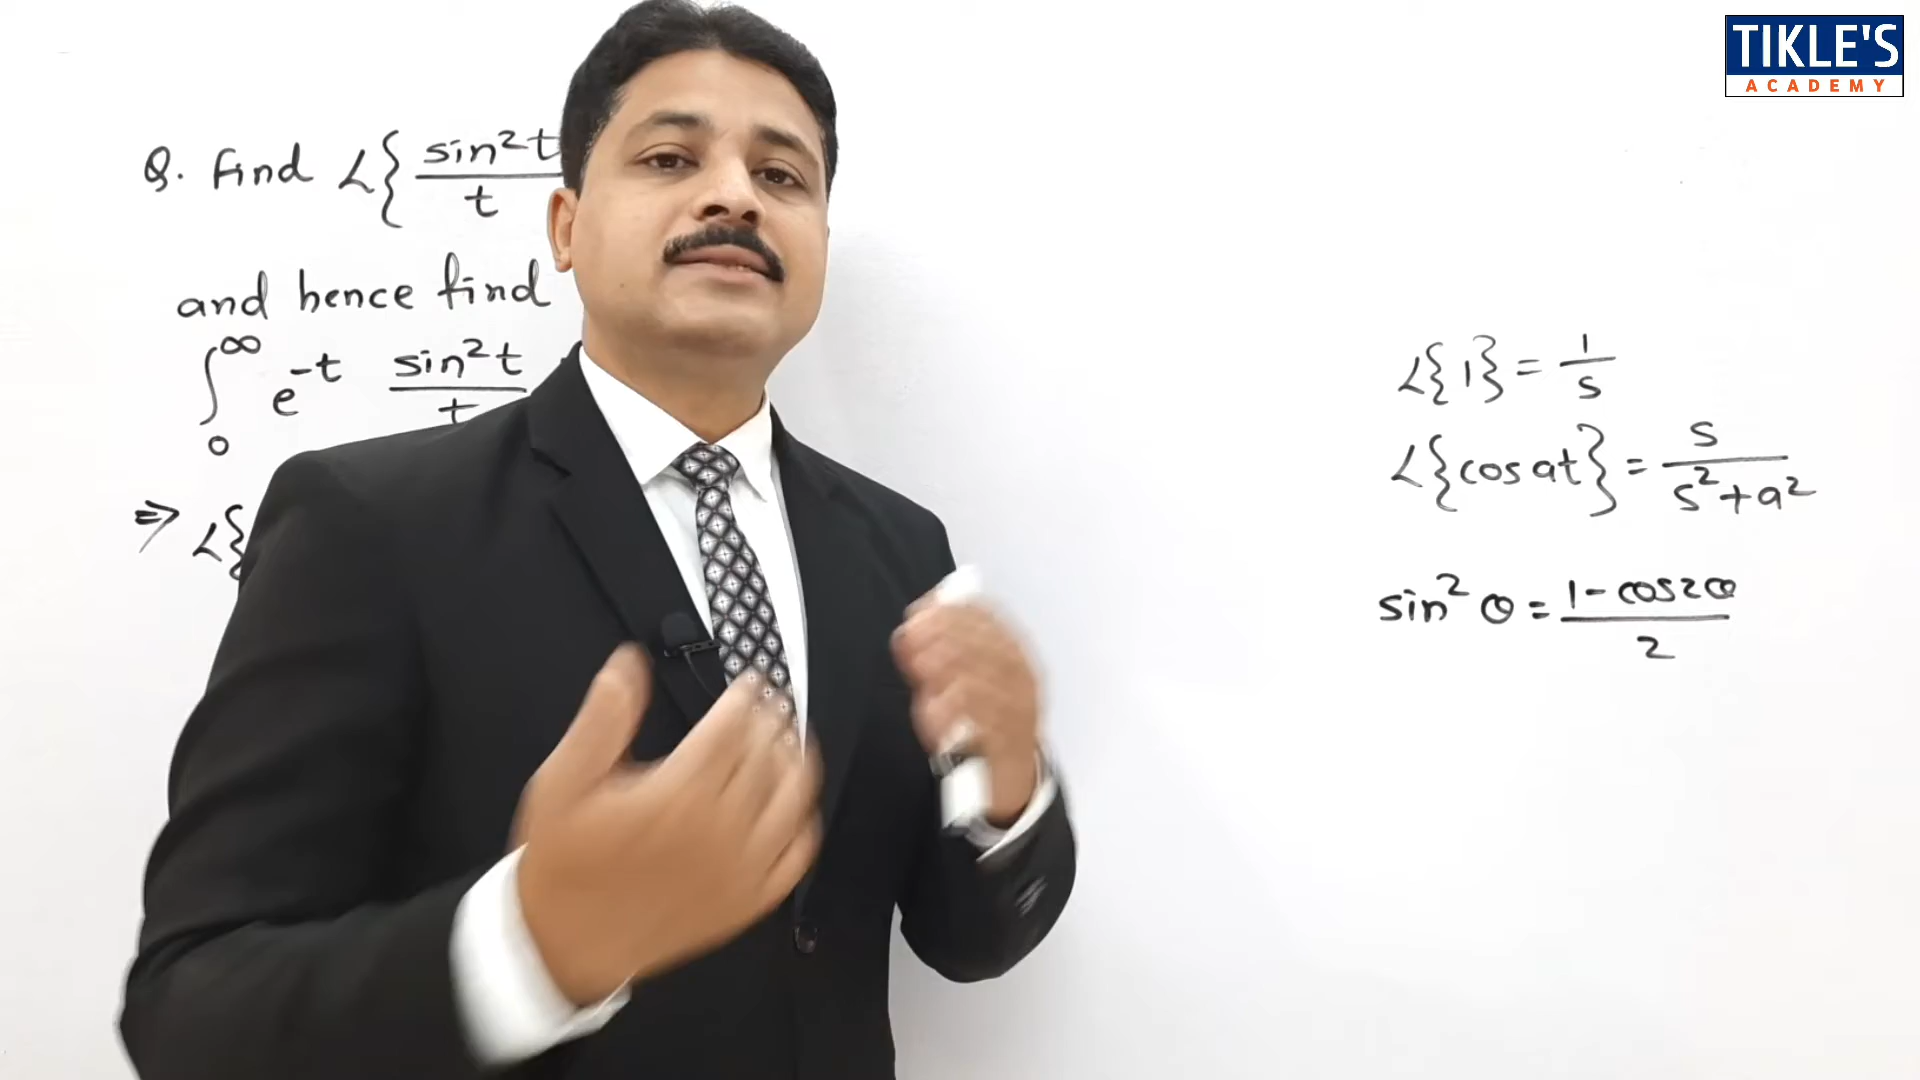 TIKLE'S
ACADEMY
Q. Find L{ sin²t / t
and hence find
∫₀^∞ e^-t sin²t / t
⇒ L{
L{1} = 1/s
L{cos at} = s / s²+a²
sin²θ = 1-cos2θ / 2